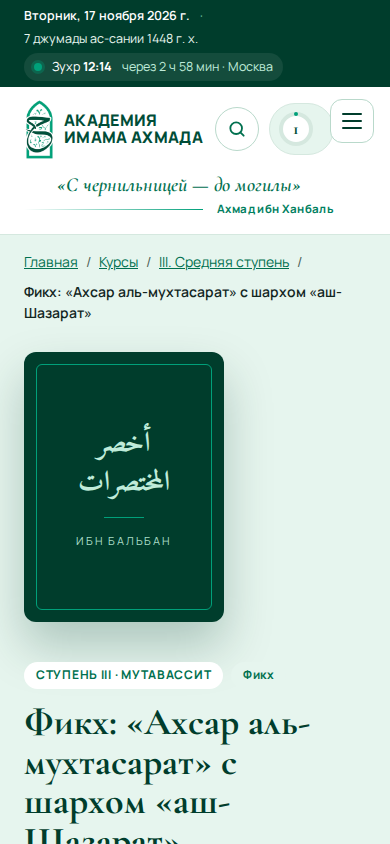 Вторник, 17 ноября 2026 г. ·
7 джумады ас-сании 1448 г. х.
Зухр 12:14 через 2 ч 58 мин · Москва
АКАДЕМИЯ
ИМАМА АХМАДА
I
«С чернильницей — до могилы»
Ахмад ибн Ханбаль
Главная / Курсы / III. Средняя ступень /
Фикх: «Ахсар аль-мухтасарат» с шархом «аш-
Шазарат»
أخصر
المختصرات
ИБН БАЛЬБАН
СТУПЕНЬ III · МУТАВАССИТ Фикх
Фикх: «Ахсар аль-
мухтасарат» с
шархом «аш-
Шазарат»